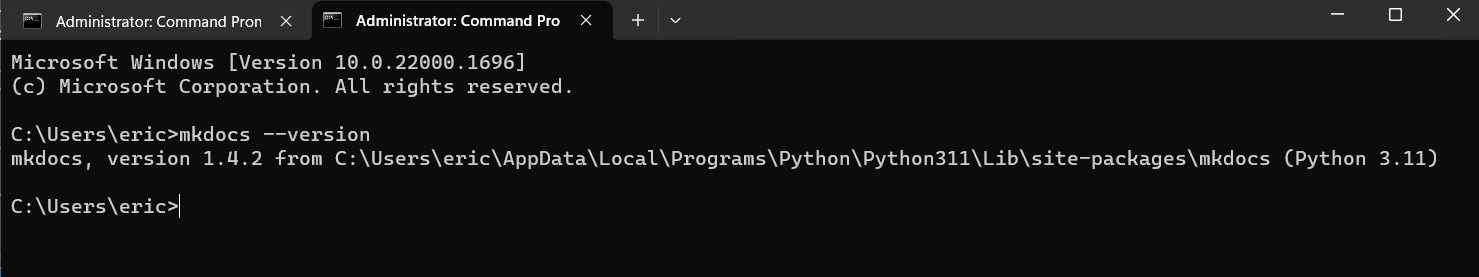 Administrator: Command Pron
Administrator: Command Pro
Microsoft Windows [Version 10.0.22000.1696]
(c) Microsoft Corporation. All rights reserved.
C:\Users\eric>mkdocs --version
mkdocs, version 1.4.2 from C:\Users\eric\AppData\Local\Programs\Python\Python311\Lib\site-packages\mkdocs (Python 3.11)
C:\Users\eric>